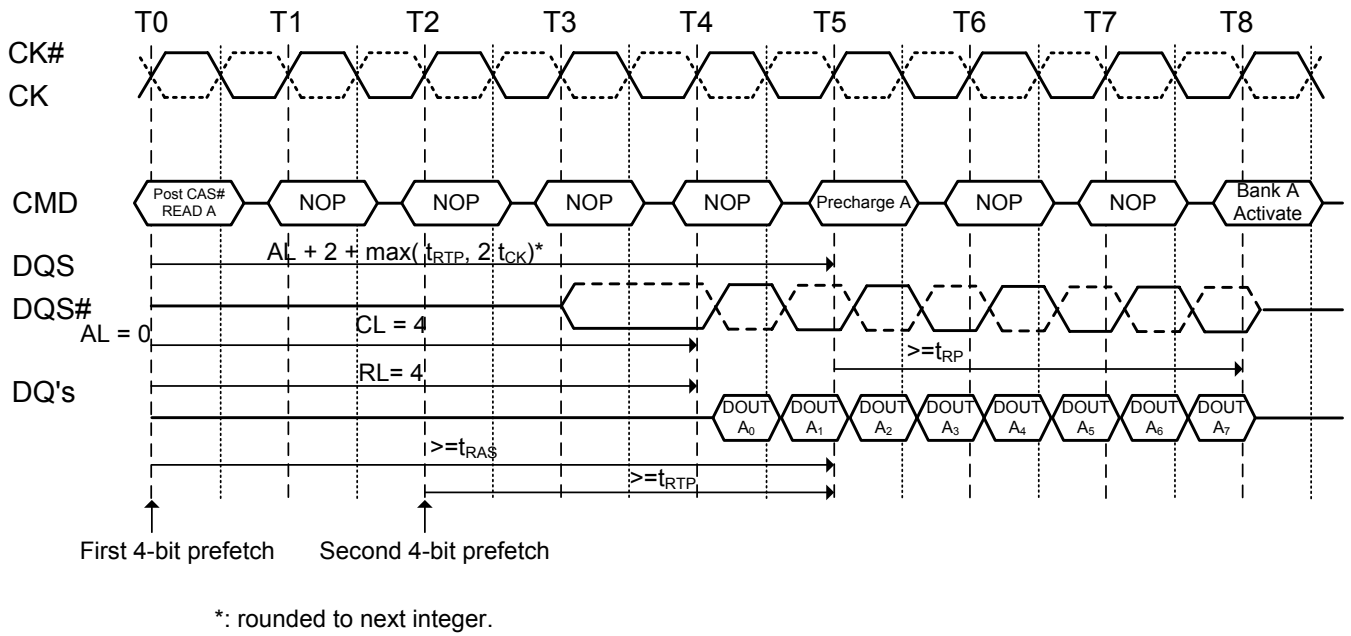 T0 T1 T2 T3 T4 T5 T6 T7 T8
CK#
CK
CMD
Post CAS#
READ A
NOP
NOP
NOP
NOP
Precharge A
NOP
NOP
Bank A
Activate
AL + 2 + max( tRTP, 2 tCK)*
DQS
DQS#
AL = 0
CL = 4
>=tRP
RL= 4
DQ's
DOUT
A0
DOUT
A1
DOUT
A2
DOUT
A3
DOUT
A4
DOUT
A5
DOUT
A6
DOUT
A7
>=tRAS
>=tRTP
First 4-bit prefetch
Second 4-bit prefetch
*: rounded to next integer.